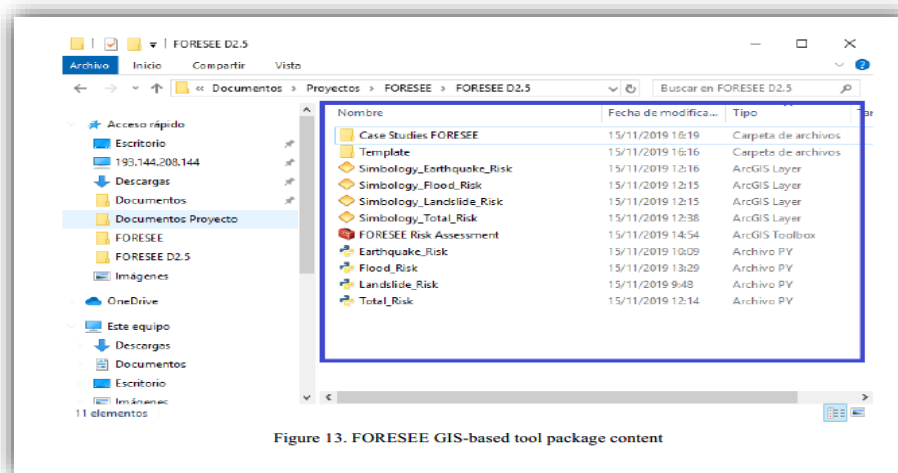 FORESEE D2.5
Archivo Inicio Compartir Vista
« Documentos > Proyectos > FORESEE > FORESEE D2.5
Buscar en FORESEE D2.5
Acceso rápido
Escritorio
193.144.208.144
Descargas
Documentos
Documentos Proyecto
FORESEE
FORESEE D2.5
Imágenes
OneDrive
Este equipo
Descargas
Documentos
Escritorio
Imágenes
Nombre Fecha de modifica... Tipo
Case Studies FORESEE 15/11/2019 16:19 Carpeta de archivos
Template 15/11/2019 16:16 Carpeta de archivos
Simbology_Earthquake_Risk 15/11/2019 12:16 ArcGIS Layer
Simbology_Flood_Risk 15/11/2019 12:15 ArcGIS Layer
Simbology_Landslide_Risk 15/11/2019 12:15 ArcGIS Layer
Simbology_Total_Risk 15/11/2019 12:38 ArcGIS Layer
FORESEE Risk Assessment 15/11/2019 14:54 ArcGIS Toolbox
Earthquake_Risk 15/11/2019 10:09 Archivo PY
Flood_Risk 15/11/2019 13:29 Archivo PY
Landslide_Risk 15/11/2019 9:48 Archivo PY
Total_Risk 15/11/2019 12:14 Archivo PY
11 elementos
Figure 13. FORESEE GIS-based tool package content